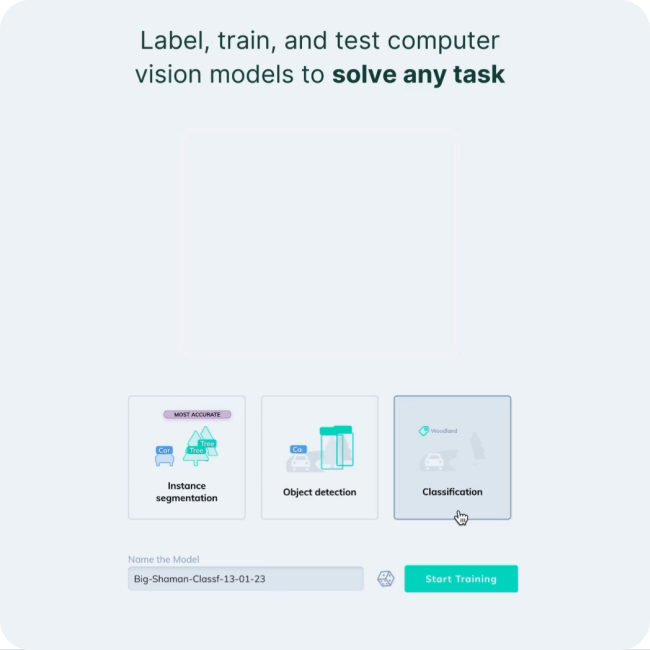 Label, train, and test computer
vision models to solve any task
MOST ACCURATE
Car
Tree
Tree
Car
Woodland
Instance
segmentation
Object detection
Classification
Name the Model
Big-Shaman-Classf-13-01-23
Start Training